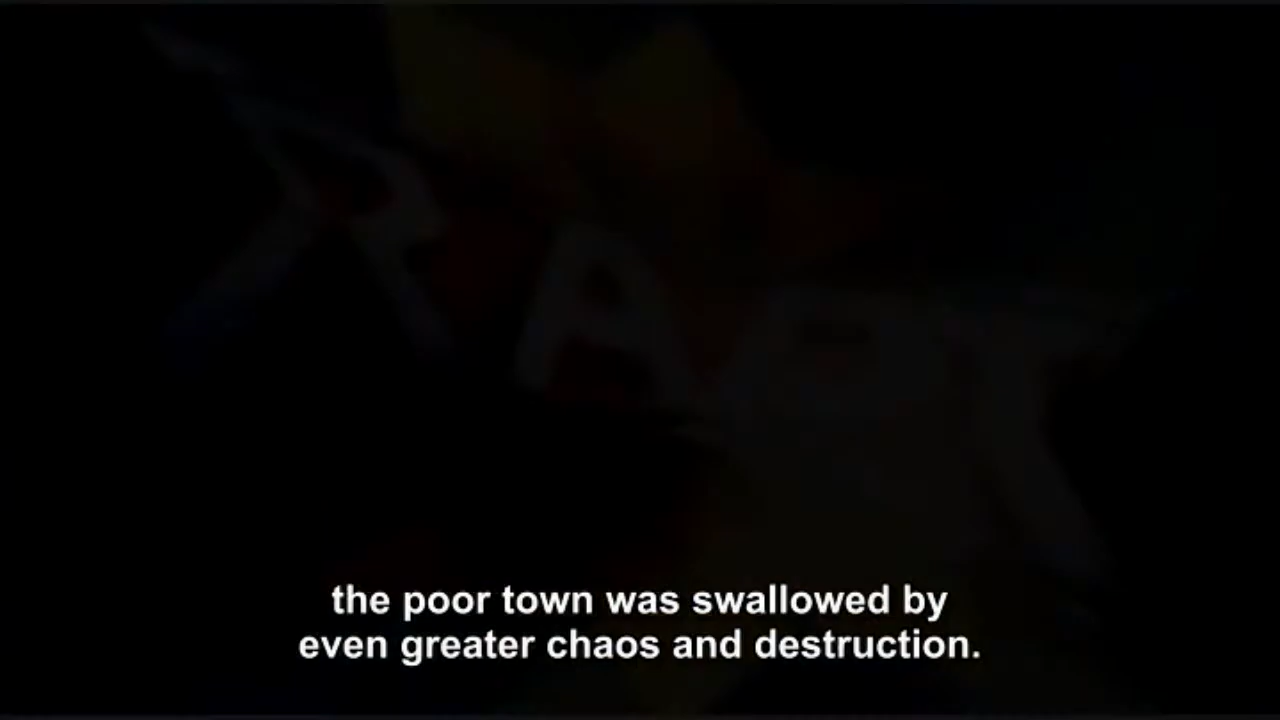 the poor town was swallowed by
even greater chaos and destruction.